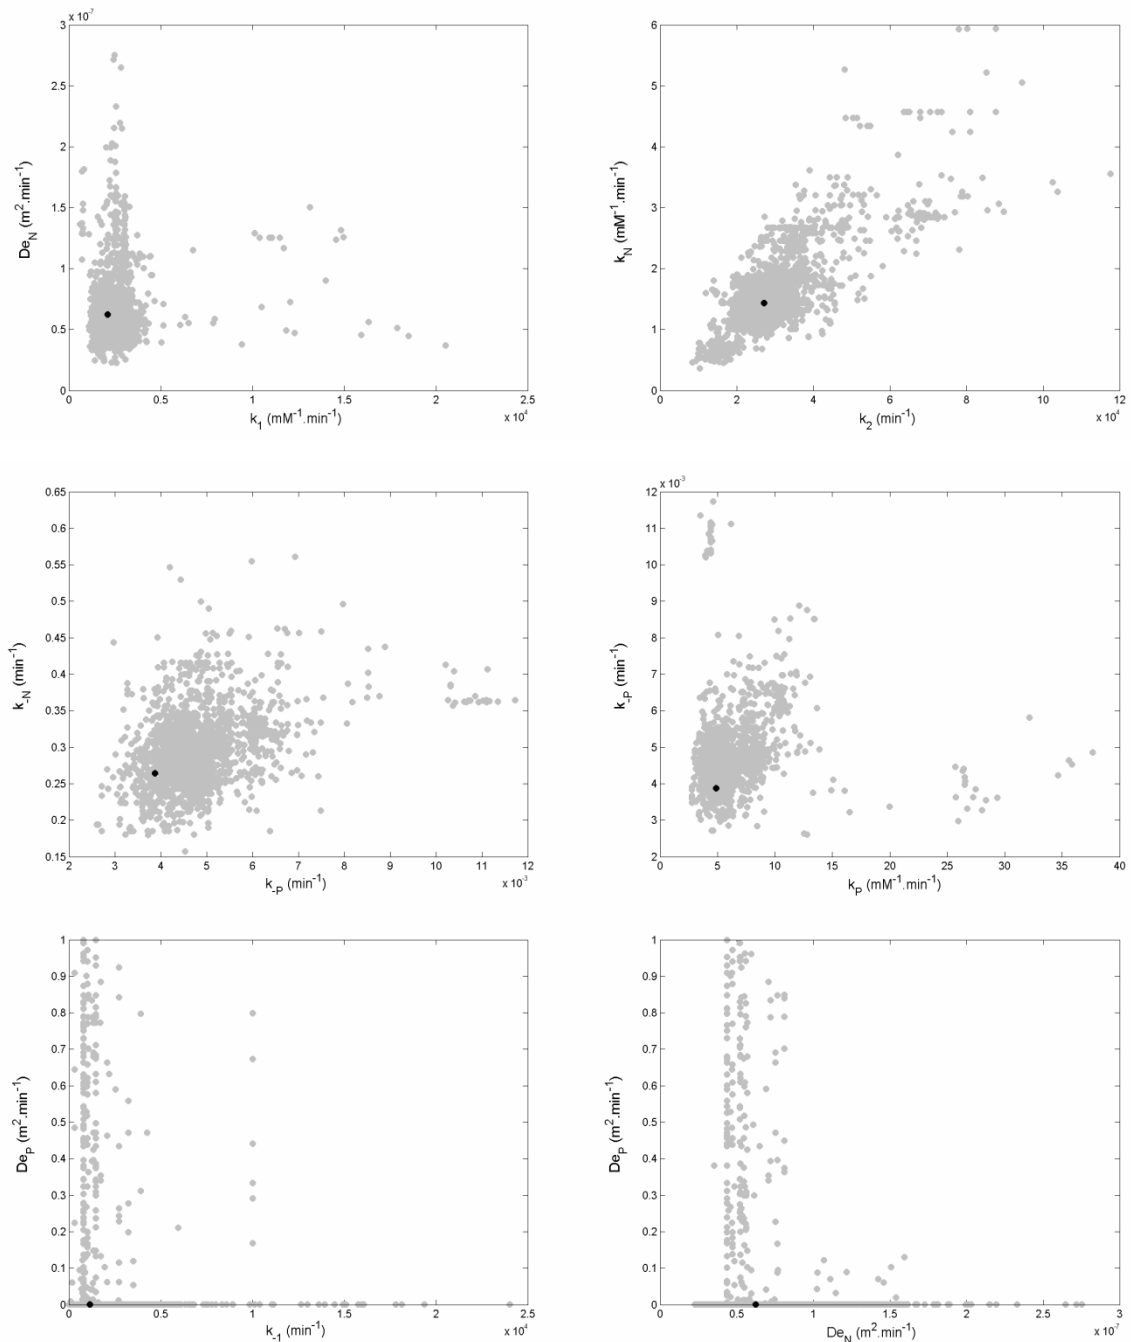 x 10⁻⁷
3
2.5
2
1.5
1
0.5
0
De_N (m².min⁻¹)
0 0.5 1 1.5 2 2.5
k₁ (mM⁻¹.min⁻¹)
x 10⁴
6
5
4
3
2
1
0
k_N (mM⁻¹.min⁻¹)
0 2 4 6 8 10 12
k₂ (min⁻¹)
x 10⁴
0.65
0.6
0.55
0.5
0.45
0.4
0.35
0.3
0.25
0.2
0.15
k_-N (min⁻¹)
2 3 4 5 6 7 8 9 10 11 12
k_-P (min⁻¹)
x 10⁻³
x 10⁻³
12
11
10
9
8
7
6
5
4
3
2
k_-P (min⁻¹)
0 5 10 15 20 25 30 35 40
k_P (mM⁻¹.min⁻¹)
1
0.9
0.8
0.7
0.6
0.5
0.4
0.3
0.2
0.1
0
De_P (m².min⁻¹)
0 0.5 1 1.5 2 2.5
k_-1 (min⁻¹)
x 10⁴
1
0.9
0.8
0.7
0.6
0.5
0.4
0.3
0.2
0.1
0
De_P (m².min⁻¹)
0 0.5 1 1.5 2 2.5 3
De_N (m².min⁻¹)
x 10⁻⁷